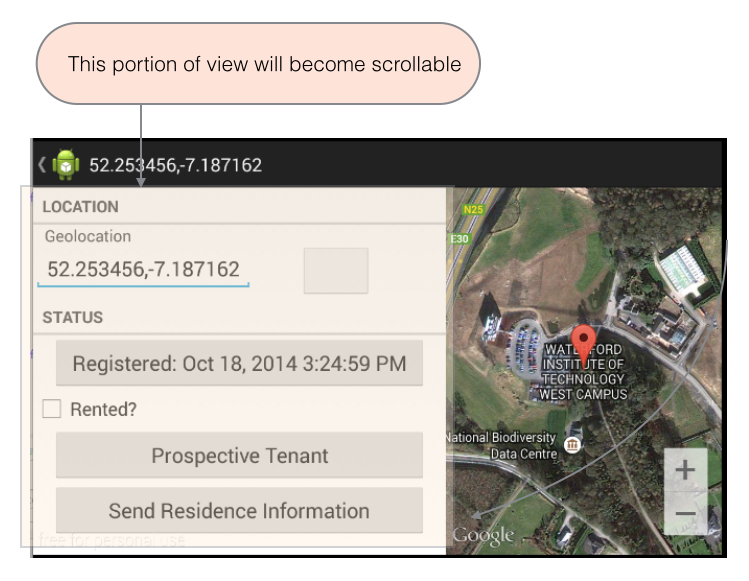 This portion of view will become scrollable
52.253456,-7.187162
LOCATION
Geolocation
52.253456,-7.187162
STATUS
Registered: Oct 18, 2014 3:24:59 PM
Rented?
Prospective Tenant
Send Residence Information
free for personal use
N25
E30
WATERFORD
INSTITUTE OF
TECHNOLOGY
WEST CAMPUS
National Biodiversity
Data Centre
+
−
Google